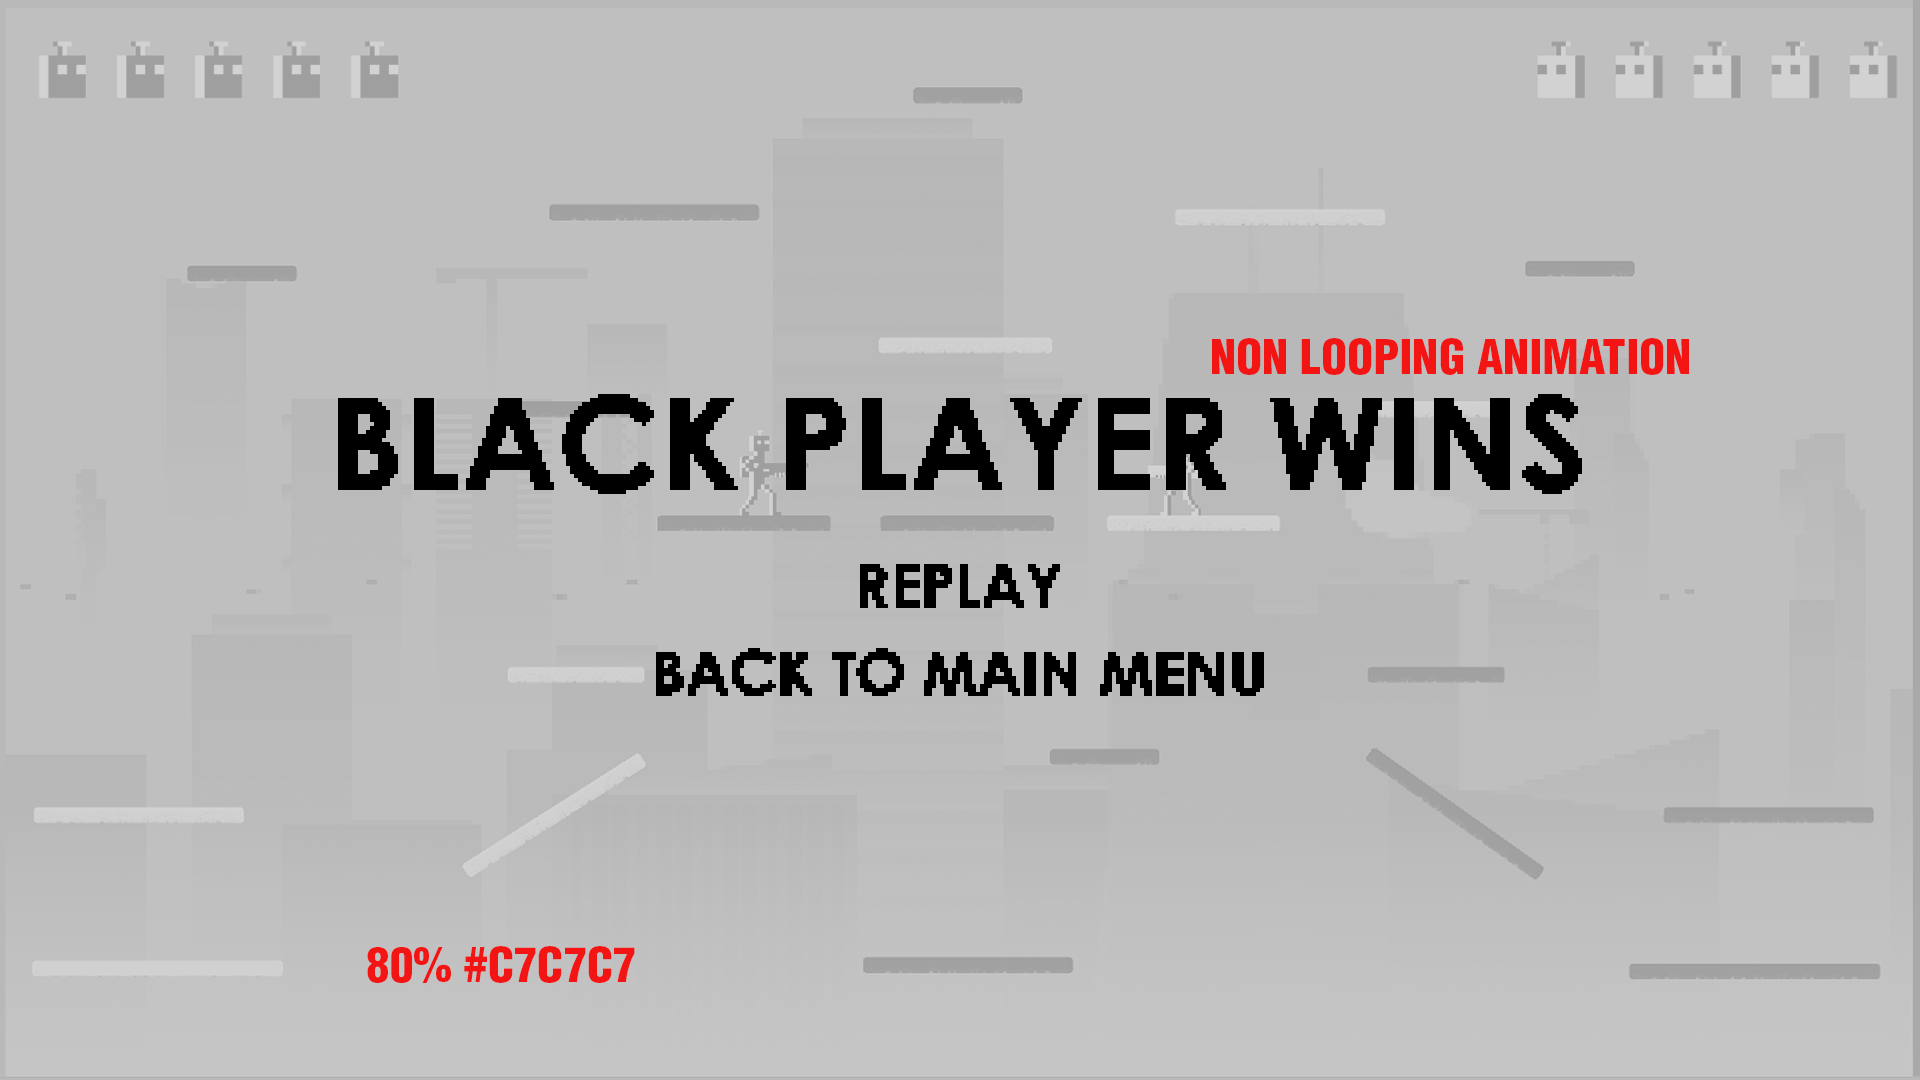 NON LOOPING ANIMATION
BLACK PLAYER WINS
REPLAY
BACK TO MAIN MENU
80% #C7C7C7